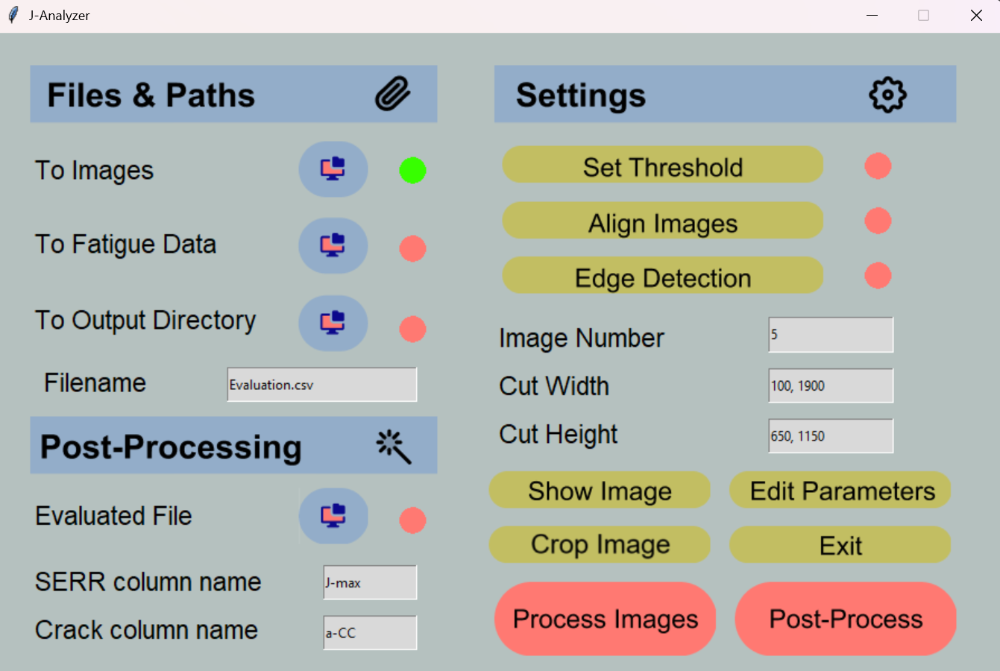 J-Analyzer
Files & Paths
To Images
To Fatigue Data
To Output Directory
Filename
Evaluation.csv
Post-Processing
Evaluated File
SERR column name
J-max
Crack column name
a-CC
Settings
Set Threshold
Align Images
Edge Detection
Image Number
5
Cut Width
100, 1900
Cut Height
650, 1150
Show Image
Edit Parameters
Crop Image
Exit
Process Images
Post-Process